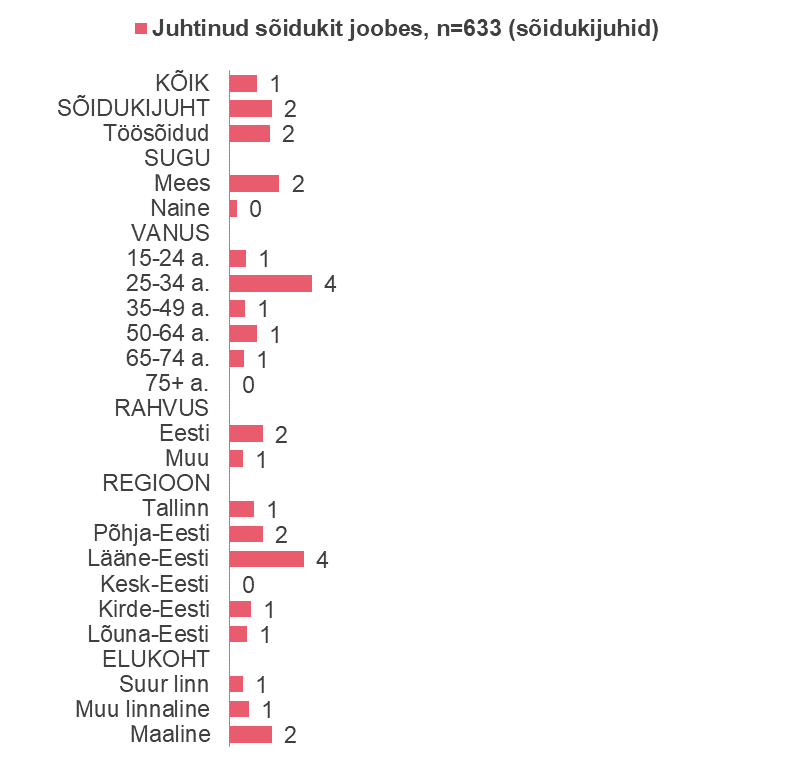 Juhtinud sõidukit joobes, n=633 (sõidukijuhid)
KÕIK 1
SÕIDUKIJUHT 2
Töösõidud 2
SUGU
Mees 2
Naine 0
VANUS
15-24 a. 1
25-34 a. 4
35-49 a. 1
50-64 a. 1
65-74 a. 1
75+ a. 0
RAHVUS
Eesti 2
Muu 1
REGIOON
Tallinn 1
Põhja-Eesti 2
Lääne-Eesti 4
Kesk-Eesti 0
Kirde-Eesti 1
Lõuna-Eesti 1
ELUKOHT
Suur linn 1
Muu linnaline 1
Maaline 2